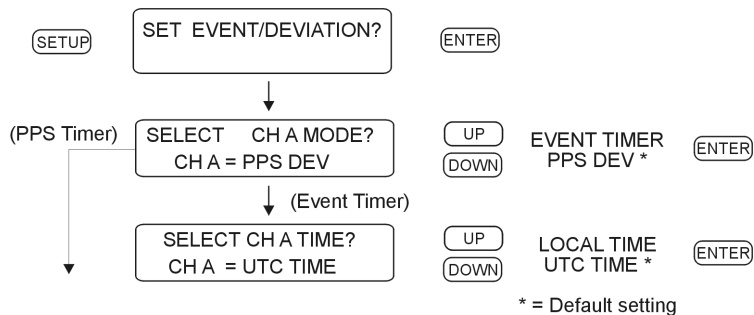 SETUP
SET EVENT/DEVIATION?
ENTER
(PPS Timer)
SELECT CH A MODE?
CH A = PPS DEV
UP
DOWN
EVENT TIMER
PPS DEV *
ENTER
(Event Timer)
SELECT CH A TIME?
CH A = UTC TIME
UP
DOWN
LOCAL TIME
UTC TIME *
ENTER
* = Default setting